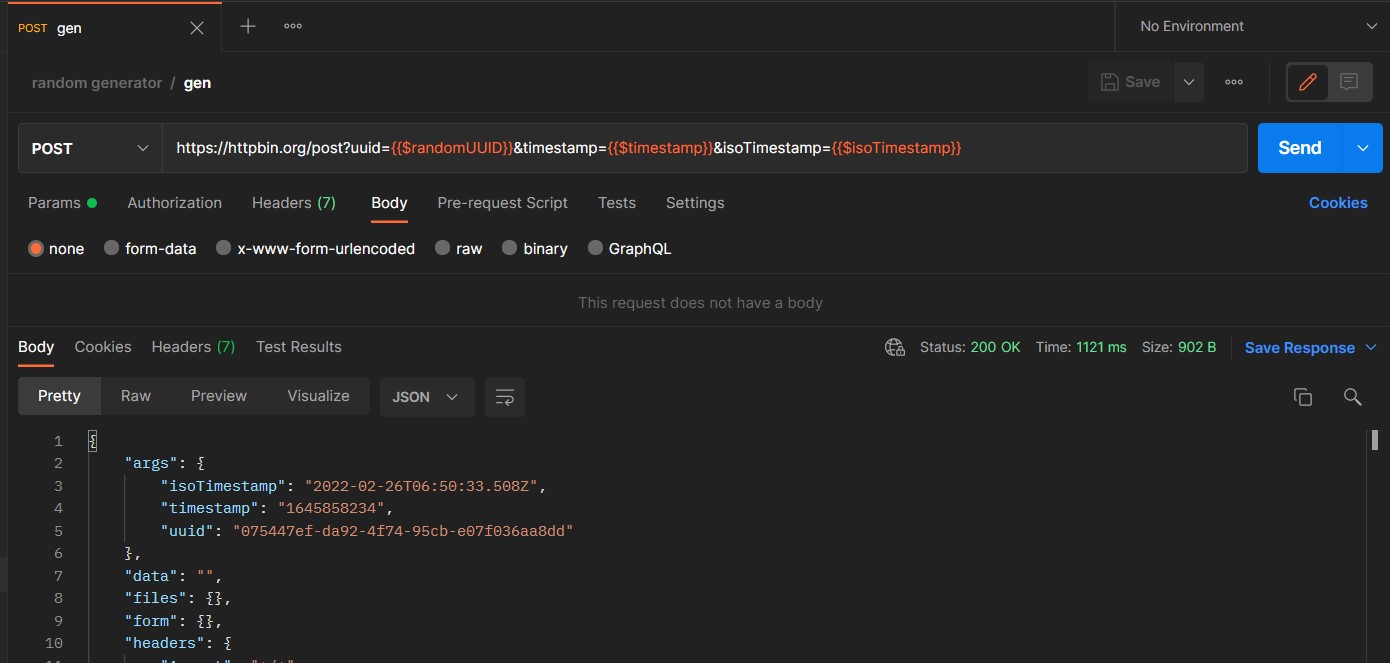 POST gen
No Environment
random generator / gen
Save
POST
https://httpbin.org/post?uuid={{$randomUUID}}&timestamp={{$timestamp}}&isoTimestamp={{$isoTimestamp}}
Send
Params Authorization Headers (7) Body Pre-request Script Tests Settings Cookies
none form-data x-www-form-urlencoded raw binary GraphQL
This request does not have a body
Body Cookies Headers (7) Test Results Status: 200 OK Time: 1121 ms Size: 902 B Save Response
Pretty Raw Preview Visualize JSON
1 {
2 "args": {
3 "isoTimestamp": "2022-02-26T06:50:33.508Z",
4 "timestamp": "1645858234",
5 "uuid": "075447ef-da92-4f74-95cb-e07f036aa8dd"
6 },
7 "data": "",
8 "files": {},
9 "form": {},
10 "headers": {